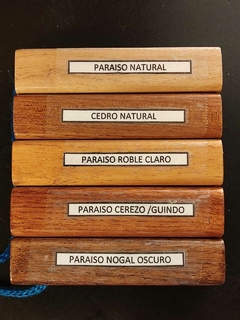 PARAISO NATURAL
CEDRO NATURAL
PARAISO ROBLE CLARO
PARAISO CEREZO /GUINDO
PARAISO NOGAL OSCURO